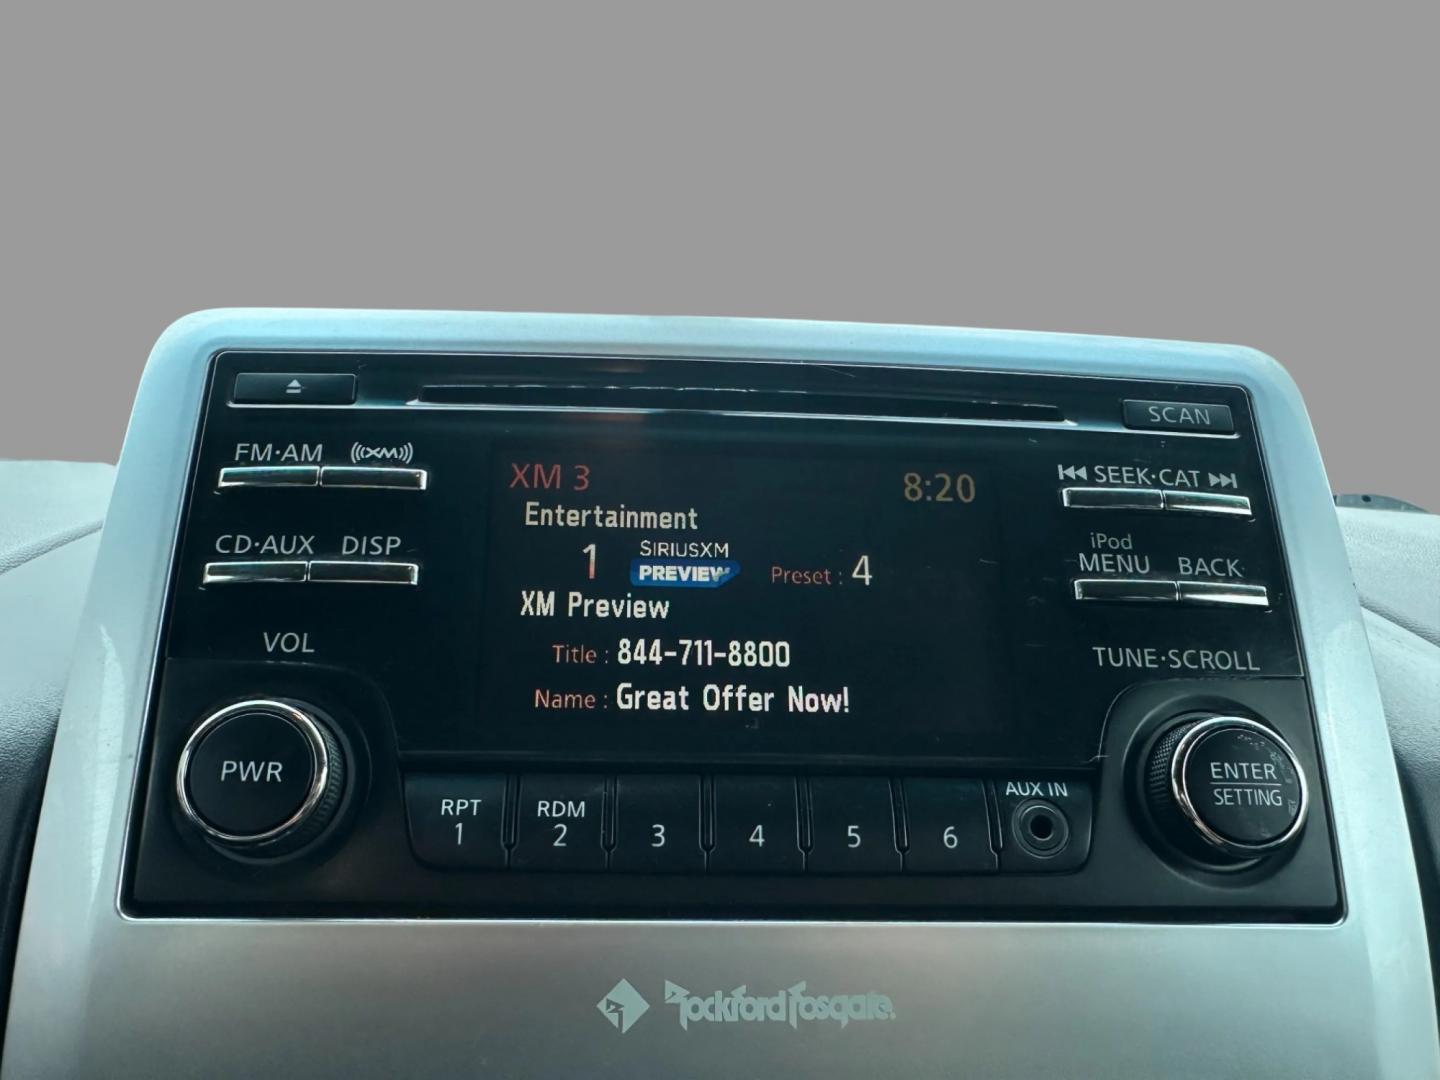 SCAN
FM·AM
((XM))
SEEK·CAT
XM 3
8:20
Entertainment
CD·AUX
DISP
1
SIRIUSXM
PREVIEW
Preset : 4
iPod
MENU
BACK
XM Preview
VOL
Title : 844-711-8800
TUNE·SCROLL
Name : Great Offer Now!
PWR
ENTER
SETTING
RPT
1
RDM
2
3
4
5
6
AUX IN
Rockford Fosgate